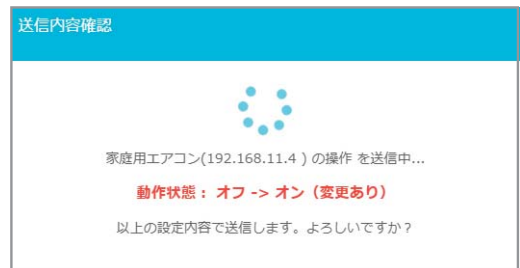 送信内容確認
家庭用エアコン(192.168.11.4 ) の操作 を送信中...
動作状態： オフ -> オン（変更あり）
以上の設定内容で送信します。よろしいですか？